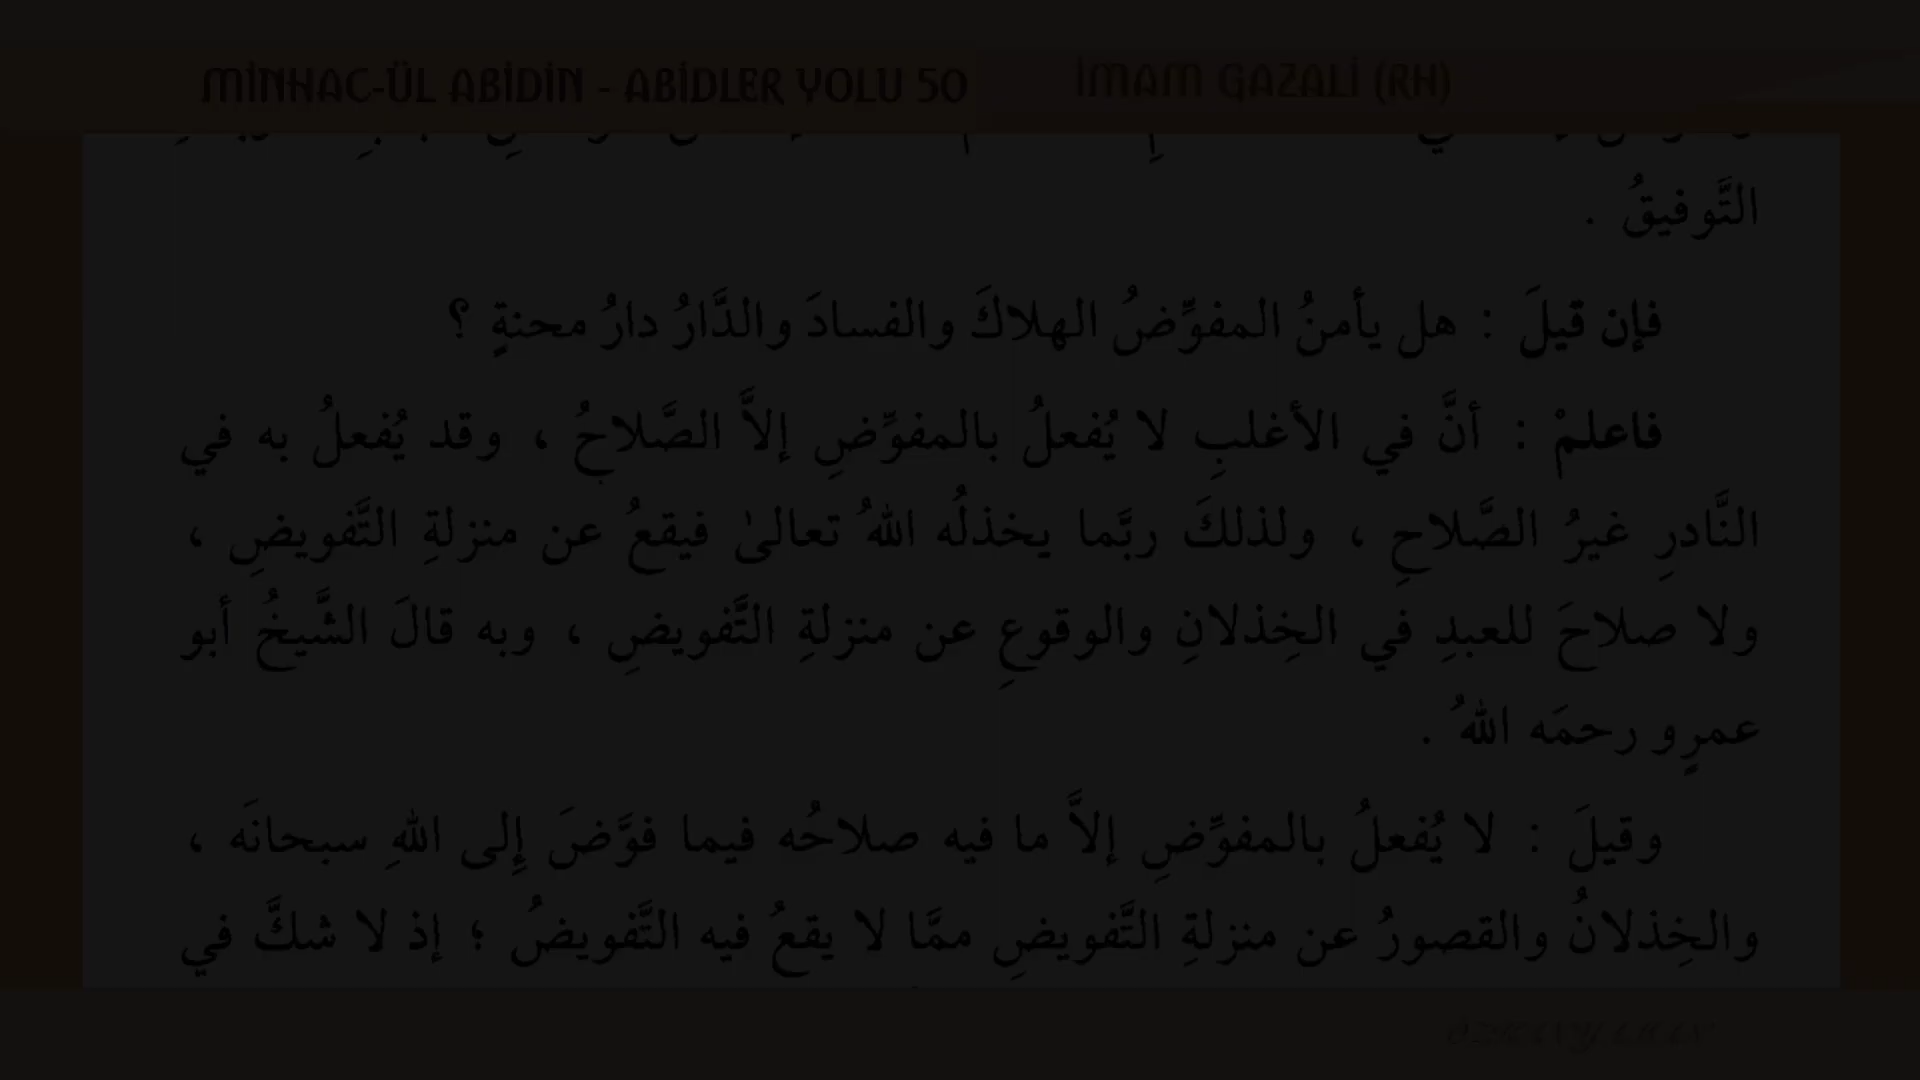 MİNHAC-ÜL ABİDİN - ABİDLER YOLU 50
İMAM GAZALİ (RH)
التَّوفيقُ .
فإن قيلَ : هل يأمنُ المفوِّضُ الهلاكَ والفسادَ والدَّارُ دارُ محنةٍ ؟
فاعلمْ : أنَّ في الأغلبِ لا يُفعلُ بالمفوِّضِ إلاَّ الصَّلاحُ ، وقد يُفعلُ به في
النَّادرِ غيرُ الصَّلاحِ ، ولذلكَ ربَّما يخذلُه اللهُ تعالىٰ فيقعُ عن منزلةِ التَّفويضِ ،
ولا صلاحَ للعبدِ في الخِذلانِ والوقوعِ عن منزلةِ التَّفويضِ ، وبه قالَ الشَّيخُ أبو
عمرٍو رحمَه اللهُ .
وقيلَ : لا يُفعلُ بالمفوِّضِ إلاَّ ما فيه صلاحُه فيما فوَّضَ إِلى اللهِ سبحانَه ،
والخِذلانُ والقصورُ عن منزلةِ التَّفويضِ ممَّا لا يقعُ فيه التَّفويضُ ؛ إذ لا شكَّ في